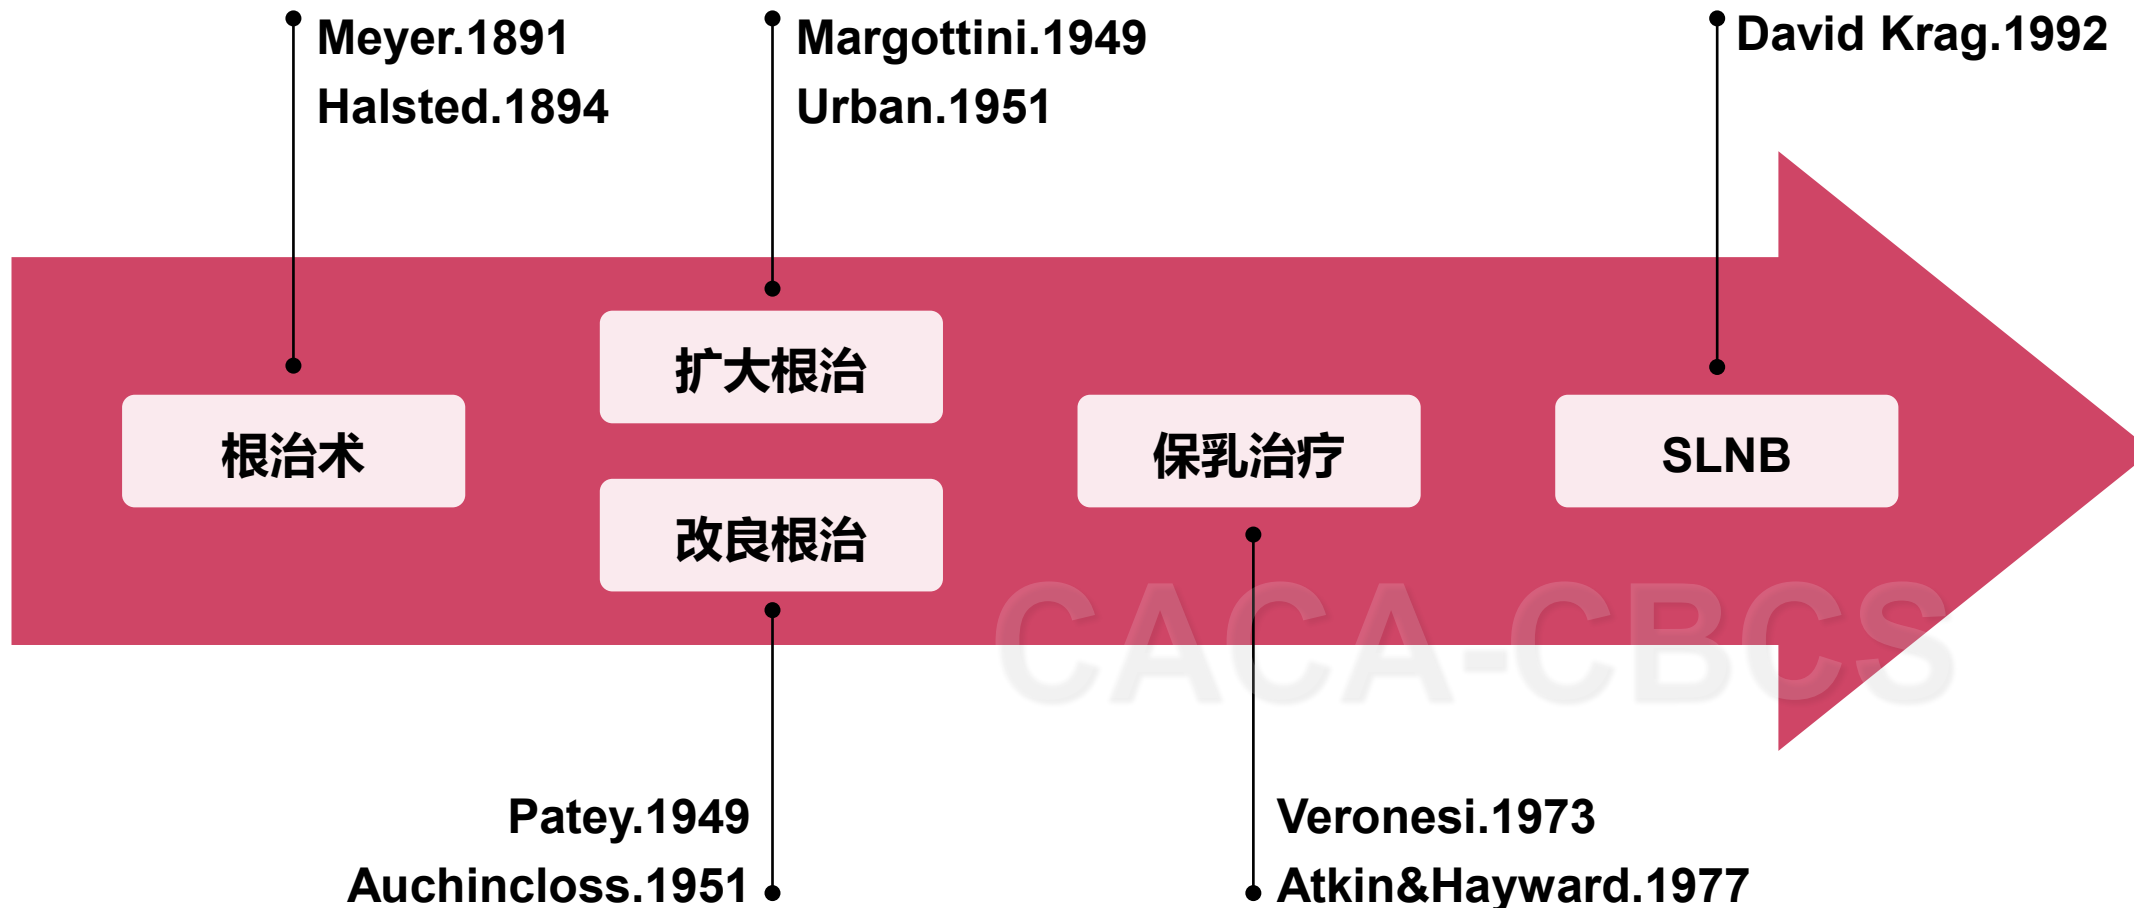 Meyer.1891
Halsted.1894
Margottini.1949
Urban.1951
David Krag.1992
根治术
扩大根治
改良根治
保乳治疗
SLNB
CACA-CBCS
Patey.1949
Auchincloss.1951
Veronesi.1973
Atkin&Hayward.1977